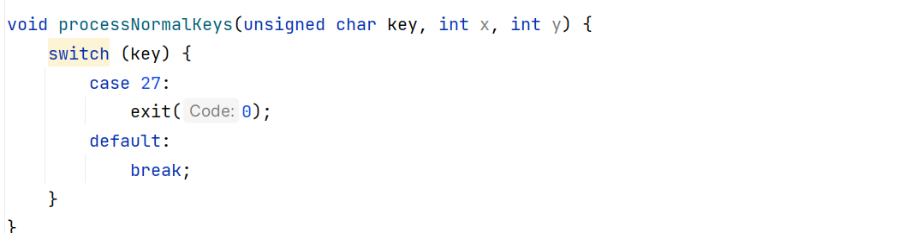 void processNormalKeys(unsigned char key, int x, int y) {
    switch (key) {
        case 27:
            exit( Code: 0);
        default:
            break;
    }
}